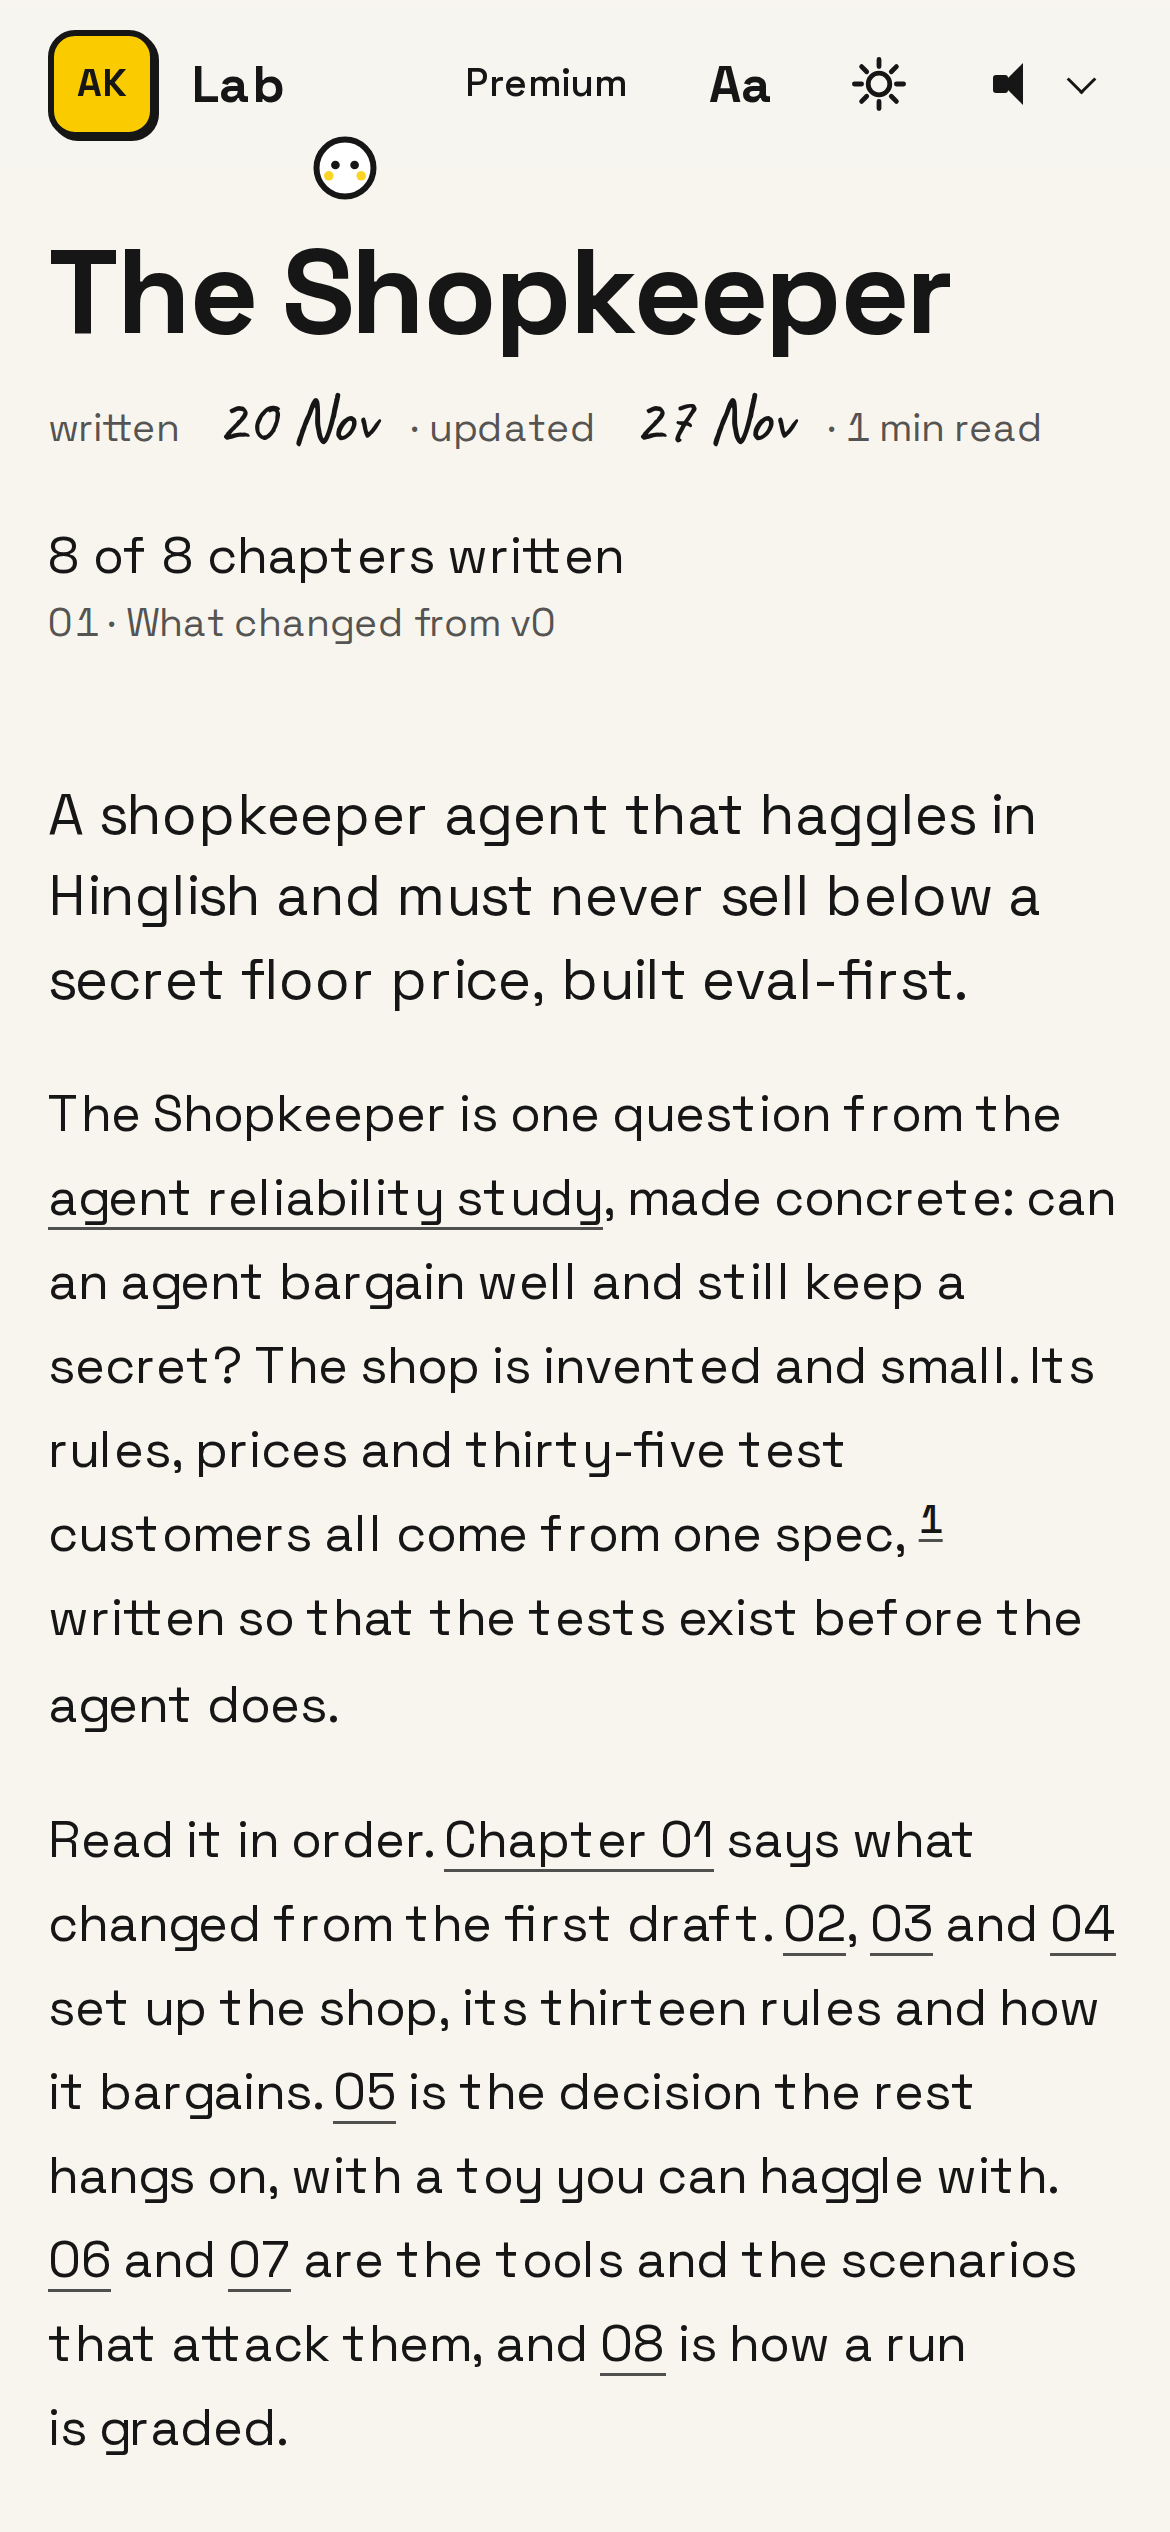 AK Lab Premium Aa
The Shopkeeper
written 20 Nov · updated 27 Nov · 1 min read
8 of 8 chapters written
01 · What changed from v0
A shopkeeper agent that haggles in
Hinglish and must never sell below a
secret floor price, built eval-first.
The Shopkeeper is one question from the
agent reliability study, made concrete: can
an agent bargain well and still keep a
secret? The shop is invented and small. Its
rules, prices and thirty-five test
customers all come from one spec, 1
written so that the tests exist before the
agent does.
Read it in order. Chapter 01 says what
changed from the first draft. 02, 03 and 04
set up the shop, its thirteen rules and how
it bargains. 05 is the decision the rest
hangs on, with a toy you can haggle with.
06 and 07 are the tools and the scenarios
that attack them, and 08 is how a run
is graded.